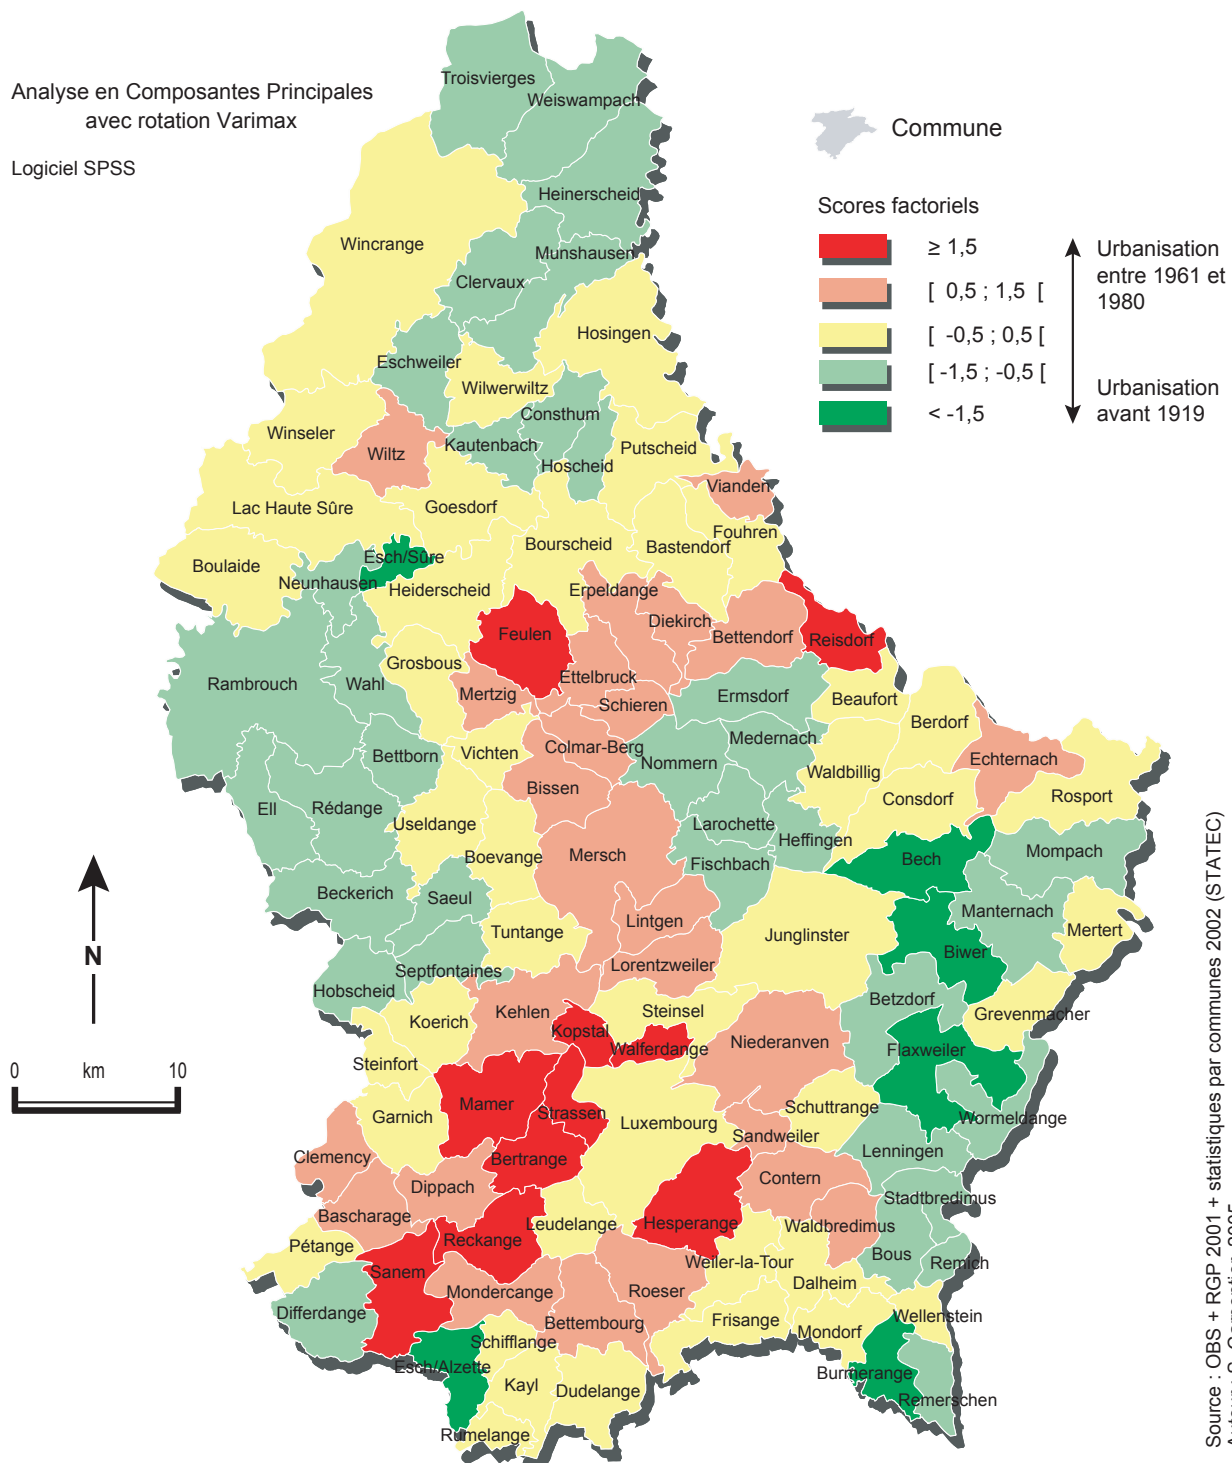 Analyse en Composantes Principales
avec rotation Varimax
Logiciel SPSS
Commune
Scores factoriels
≥ 1,5
[ 0,5 ; 1,5 [
[ -0,5 ; 0,5 [
[ -1,5 ; -0,5 [
< -1,5
Urbanisation
entre 1961 et
1980
Urbanisation
avant 1919
Troisvierges
Weiswampach
Heinerscheid
Wincrange
Munshausen
Clervaux
Hosingen
Eschweiler
Wilwerwiltz
Consthum
Winseler
Wiltz
Kautenbach
Hoscheid
Putscheid
Vianden
Lac Haute Sûre
Goesdorf
Fouhren
Bourscheid
Bastendorf
Esch/Sûre
Boulaide
Neunhausen
Heiderscheid
Erpeldange
Diekirch
Feulen
Bettendorf
Reisdorf
Grosbous
Ettelbruck
Rambrouch
Wahl
Mertzig
Schieren
Ermsdorf
Beaufort
Berdorf
Medernach
Colmar-Berg
Vichten
Bettborn
Nommern
Echternach
Waldbillig
Bissen
Consdorf
Rosport
Ell
Rédange
Useldange
Larochette
Heffingen
Boevange
Mersch
Fischbach
Bech
Mompach
Beckerich
Saeul
Manternach
Lintgen
Tuntange
Junglinster
Mertert
Biwer
Septfontaines
Lorentzweiler
Hobscheid
Betzdorf
Kehlen
Steinsel
Grevenmacher
Koerich
Kopstal
Walferdange
Niederanven
Flaxweiler
Steinfort
Mamer
Strassen
Schuttrange
Garnich
Luxembourg
Wormeldange
Sandweiler
Clemency
Bertrange
Lenningen
Dippach
Contern
Stadtbredimus
Bascharage
Leudelange
Hesperange
Waldbredimus
Pétange
Reckange
Bous
Remich
Sanem
Weiler-la-Tour
Mondercange
Roeser
Dalheim
Differdange
Bettembourg
Frisange
Wellenstein
Schifflange
Mondorf
Esch/Alzette
Burmerange
Kayl
Dudelange
Remerschen
Rumelange
N
0 km 10
Source : OBS + RGP 2001 + statistiques par communes 2002 (STATEC)